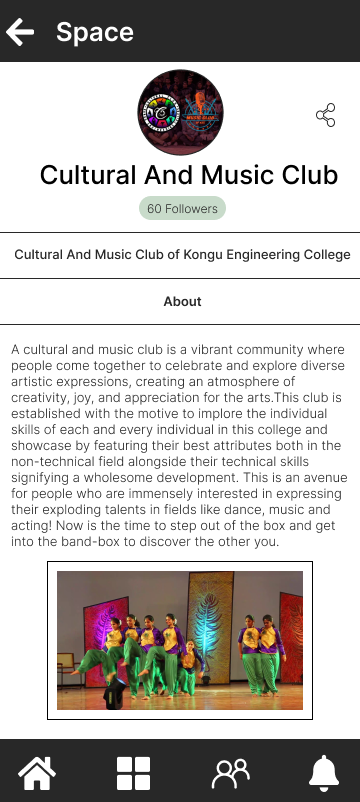 Space
Cultural And Music Club
60 Followers
Cultural And Music Club of Kongu Engineering College
About
A cultural and music club is a vibrant community where
people come together to celebrate and explore diverse
artistic expressions, creating an atmosphere of
creativity, joy, and appreciation for the arts.This club is
established with the motive to implore the individual
skills of each and every individual in this college and
showcase by featuring their best attributes both in the
non-technical field alongside their technical skills
signifying a wholesome development. This is an avenue
for people who are immensely interested in expressing
their exploding talents in fields like dance, music and
acting! Now is the time to step out of the box and get
into the band-box to discover the other you.